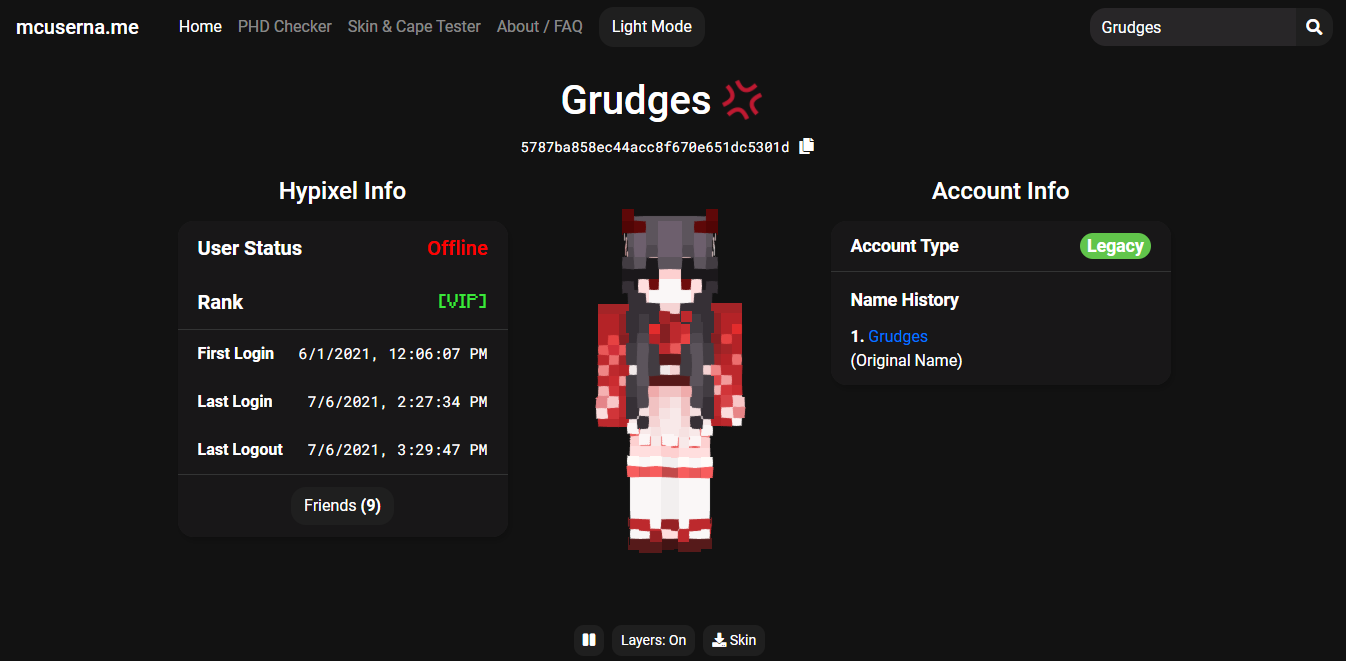 mcuserna.me Home PHD Checker Skin & Cape Tester About / FAQ Light Mode Grudges
Grudges
5787ba858ec44acc8f670e651dc5301d
Hypixel Info
User Status Offline
Rank [VIP]
First Login 6/1/2021, 12:06:07 PM
Last Login 7/6/2021, 2:27:34 PM
Last Logout 7/6/2021, 3:29:47 PM
Friends (9)
Account Info
Account Type Legacy
Name History
1. Grudges
(Original Name)
Layers: On Skin